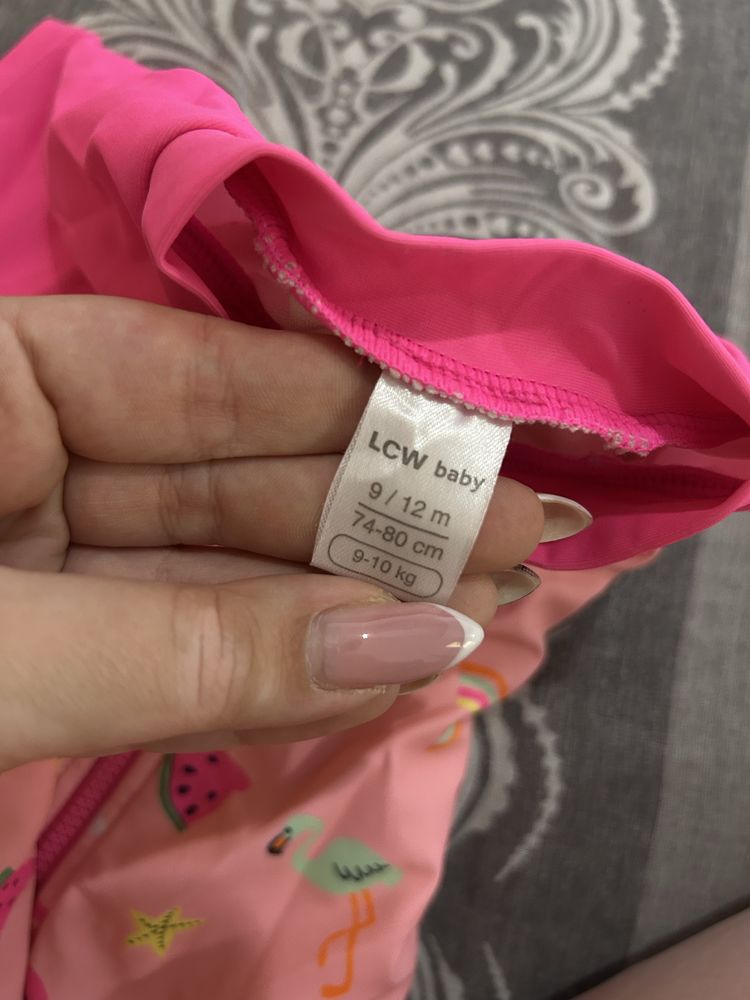 LCW baby
9 / 12 m
74-80 cm
9-10 kg